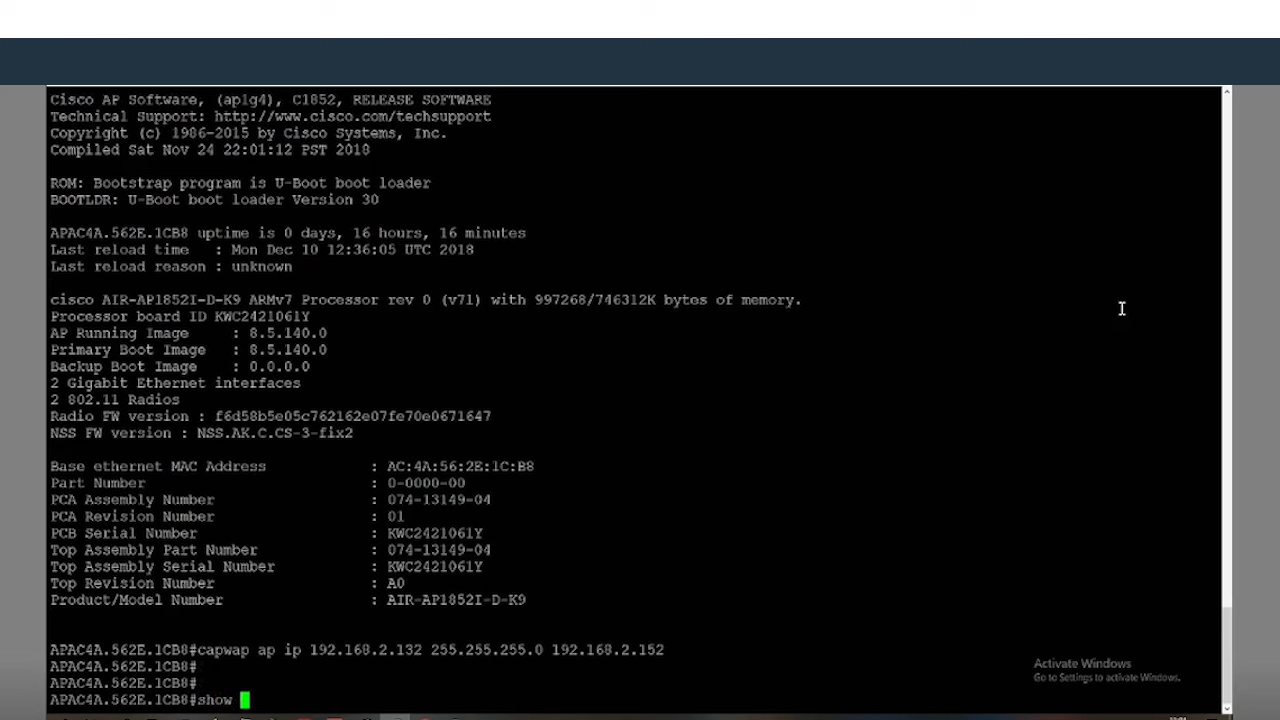 Cisco AP Software, (ap1g4), C1852, RELEASE SOFTWARE
Technical Support: http://www.cisco.com/techsupport
Copyright (c) 1986-2015 by Cisco Systems, Inc.
Compiled Sat Nov 24 22:01:12 PST 2018
ROM: Bootstrap program is U-Boot boot loader
BOOTLDR: U-Boot boot loader Version 30
APAC4A.562E.1CB8 uptime is 0 days, 16 hours, 16 minutes
Last reload time   : Mon Dec 10 12:36:05 UTC 2018
Last reload reason : unknown
cisco AIR-AP1852I-D-K9 ARMv7 Processor rev 0 (v7l) with 997268/746312K bytes of memory.
Processor board ID KWC2421061Y
AP Running Image     : 8.5.140.0
Primary Boot Image   : 8.5.140.0
Backup Boot Image    : 0.0.0.0
2 Gigabit Ethernet interfaces
2 802.11 Radios
Radio FW version : f6d58b5e05c762162e07fe70e0671647
NSS FW version : NSS.AK.C.CS-3-fix2
Base ethernet MAC Address            : AC:4A:56:2E:1C:B8
Part Number                          : 0-0000-00
PCA Assembly Number                  : 074-13149-04
PCA Revision Number                  : 01
PCB Serial Number                    : KWC2421061Y
Top Assembly Part Number             : 074-13149-04
Top Assembly Serial Number           : KWC2421061Y
Top Revision Number                  : A0
Product/Model Number                 : AIR-AP1852I-D-K9
APAC4A.562E.1CB8#capwap ap ip 192.168.2.132 255.255.255.0 192.168.2.152
APAC4A.562E.1CB8#
APAC4A.562E.1CB8#
APAC4A.562E.1CB8#show
Activate Windows
Go to Settings to activate Windows.